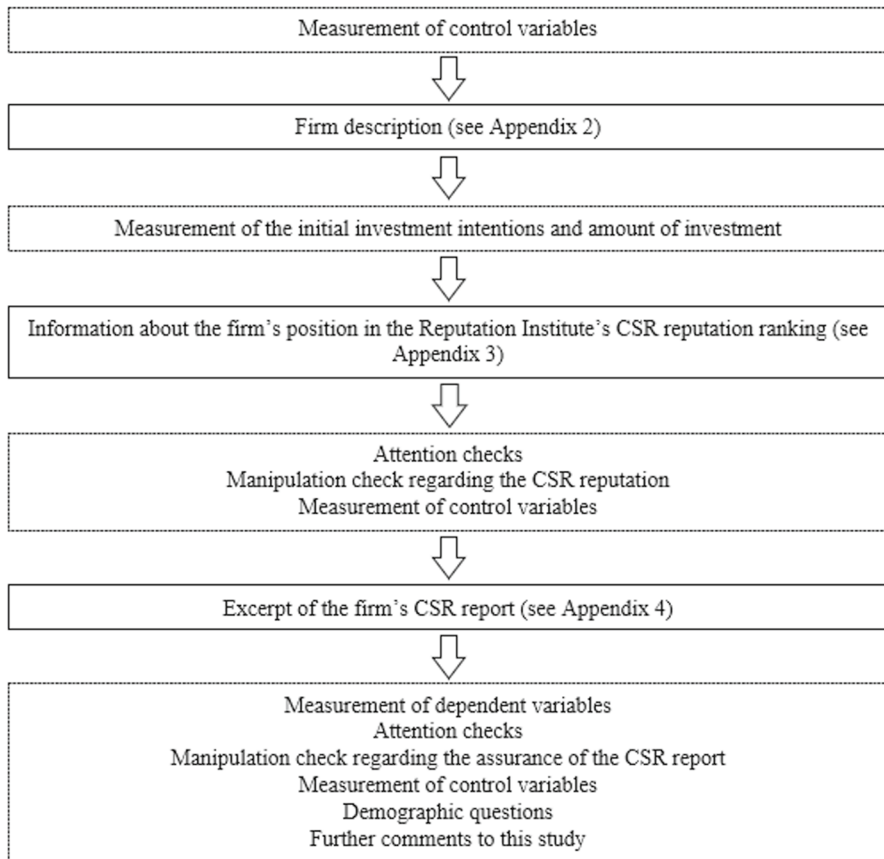 Measurement of control variables
Firm description (see Appendix 2)
Measurement of the initial investment intentions and amount of investment
Information about the firm's position in the Reputation Institute's CSR reputation ranking (see
Appendix 3)
Attention checks
Manipulation check regarding the CSR reputation
Measurement of control variables
Excerpt of the firm's CSR report (see Appendix 4)
Measurement of dependent variables
Attention checks
Manipulation check regarding the assurance of the CSR report
Measurement of control variables
Demographic questions
Further comments to this study